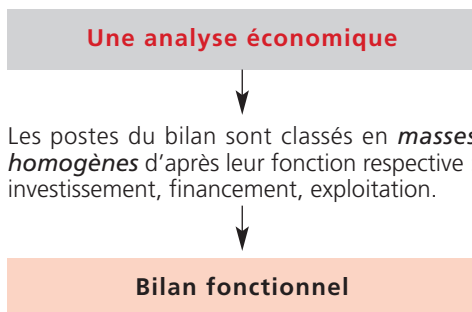 Une analyse économique
Les postes du bilan sont classés en masses
homogènes d'après leur fonction respective
investissement, financement, exploitation.
Bilan fonctionnel